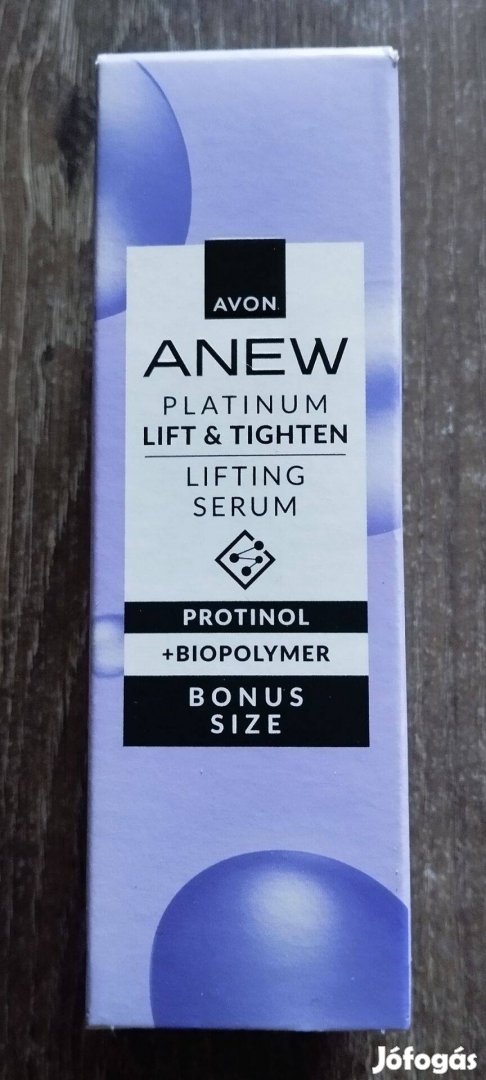 AVON
ANEW
PLATINUM
LIFT & TIGHTEN
LIFTING
SERUM
PROTINOL
+BIOPOLYMER
BONUS
SIZE
Jófogás